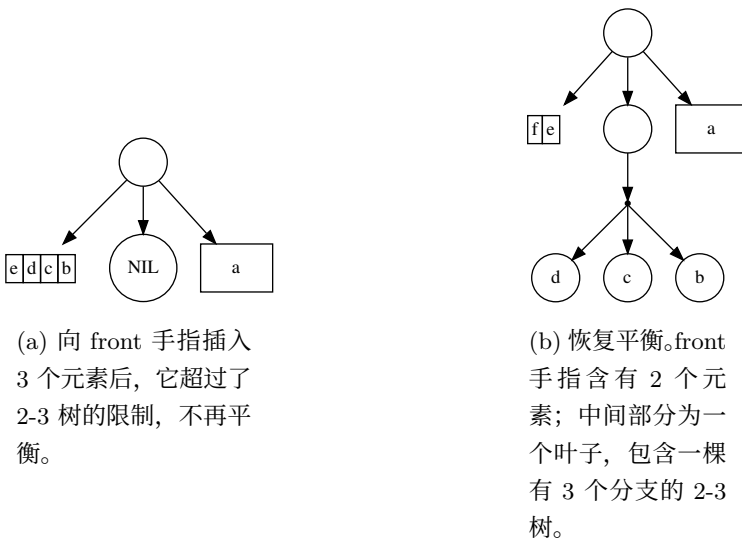 f e
a
e d c b
NIL
a
d
c
b
(a) 向 front 手指插入
3 个元素后，它超过了
2-3 树的限制，不再平
衡。
(b) 恢复平衡。front
手指含有 2 个元
素；中间部分为一
个叶子，包含一棵
有 3 个分支的 2-3
树。